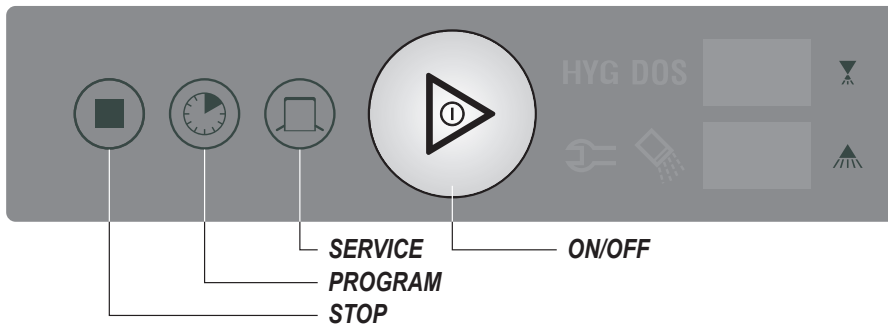 HYG DOS
SERVICE
ON/OFF
PROGRAM
STOP